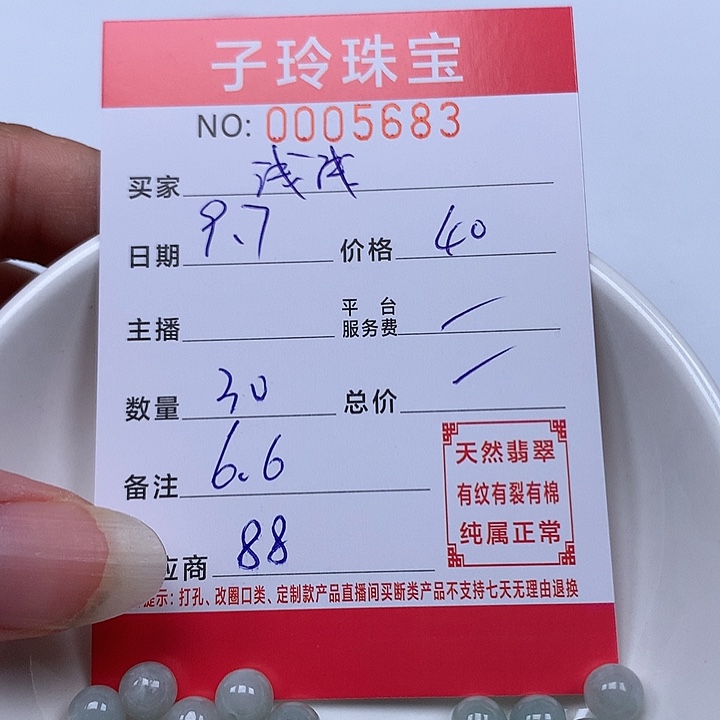 子玲珠宝
NO: 0005683
买家 浅浅
日期 9.7 价格 40
主播 平台服务费 /
数量 30 总价 /
备注 6.6
天然翡翠
有纹有裂有棉
纯属正常
应商 88
提示：打孔、改圈口类、定制款产品直播间买断类产品不支持七天无理由退换